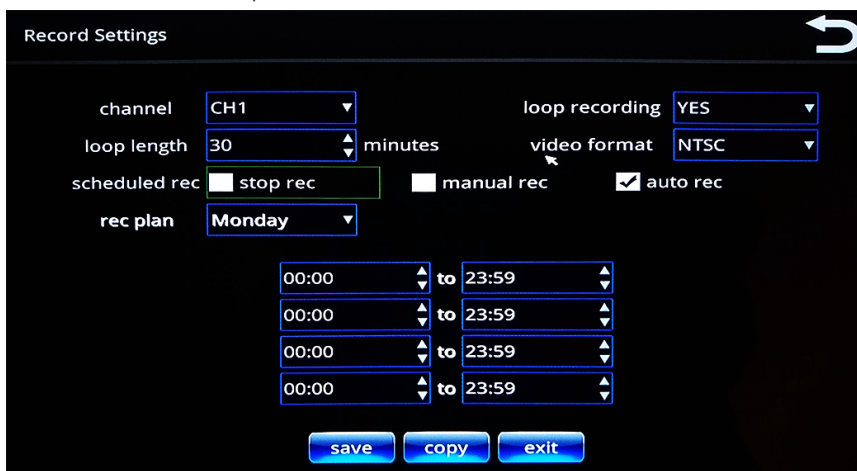 Record Settings
channel CH1 loop recording YES
loop length 30 minutes video format NTSC
scheduled rec stop rec manual rec auto rec
rec plan Monday
00:00 to 23:59
00:00 to 23:59
00:00 to 23:59
00:00 to 23:59
save copy exit